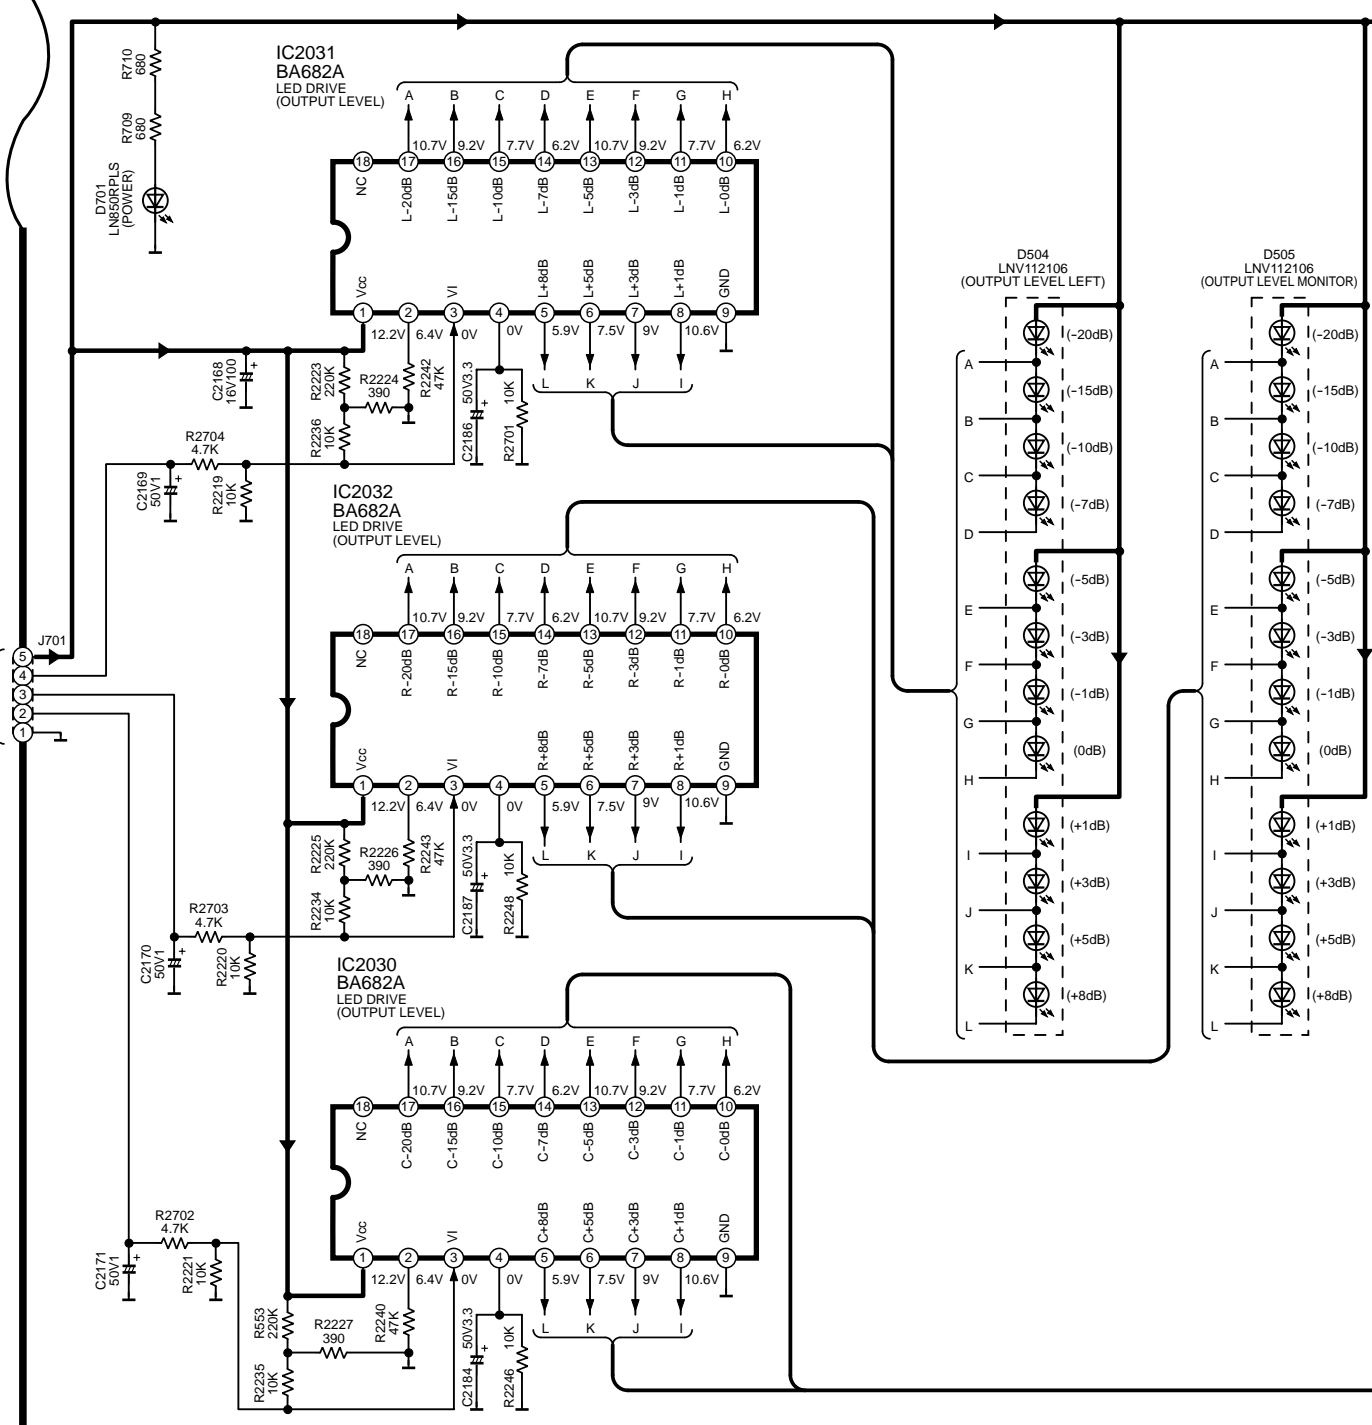 R710
680
R709
680
D701
LN850RPLS
(POWER)
IC2031
BA682A
LED DRIVE
(OUTPUT LEVEL)
A B C D E F G H
10.7V 9.2V 7.7V 6.2V 10.7V 9.2V 7.7V 6.2V
18 17 16 15 14 13 12 11 10
NC L-20dB L-15dB L-10dB L-7dB L-5dB L-3dB L-1dB L-0dB
Vcc VI L+8dB L+5dB L+3dB L+1dB GND
1 2 3 4 5 6 7 8 9
12.2V 6.4V 0V 0V 5.9V 7.5V 9V 10.6V
L K J I
C2168
16V100
R2223
220K
R2224
390
R2242
47K
R2236
10K
C2186 50V3.3
R2701 10K
R2704
4.7K
C2169
50V1
R2219
10K
IC2032
BA682A
LED DRIVE
(OUTPUT LEVEL)
A B C D E F G H
10.7V 9.2V 7.7V 6.2V 10.7V 9.2V 7.7V 6.2V
18 17 16 15 14 13 12 11 10
NC R-20dB R-15dB R-10dB R-7dB R-5dB R-3dB R-1dB R-0dB
Vcc VI R+8dB R+5dB R+3dB R+1dB GND
1 2 3 4 5 6 7 8 9
12.2V 6.4V 0V 0V 5.9V 7.5V 9V 10.6V
L K J I
J701
5
4
3
2
1
R2225
220K
R2226
390
R2243
47K
R2234
10K
C2187 50V3.3
R2248 10K
R2703
4.7K
C2170
50V1
R2220
10K
IC2030
BA682A
LED DRIVE
(OUTPUT LEVEL)
A B C D E F G H
10.7V 9.2V 7.7V 6.2V 10.7V 9.2V 7.7V 6.2V
18 17 16 15 14 13 12 11 10
NC C-20dB C-15dB C-10dB C-7dB C-5dB C-3dB C-1dB C-0dB
Vcc VI C+8dB C+5dB C+3dB C+1dB GND
1 2 3 4 5 6 7 8 9
12.2V 6.4V 0V 0V 5.9V 7.5V 9V 10.6V
L K J I
R2702
4.7K
C2171
50V1
R2221
10K
R553
220K
R2227
390
R2240
47K
R2235
10K
C2184 50V3.3
R2246 10K
D504
LNV112106
(OUTPUT LEVEL LEFT)
(-20dB)
A
(-15dB)
B
(-10dB)
C
(-7dB)
D
(-5dB)
E
(-3dB)
F
(-1dB)
G
(0dB)
H
(+1dB)
I
(+3dB)
J
(+5dB)
K
(+8dB)
L
D505
LNV112106
(OUTPUT LEVEL MONITOR)
(-20dB)
A
(-15dB)
B
(-10dB)
C
(-7dB)
D
(-5dB)
E
(-3dB)
F
(-1dB)
G
(0dB)
H
(+1dB)
I
(+3dB)
J
(+5dB)
K
(+8dB)
L